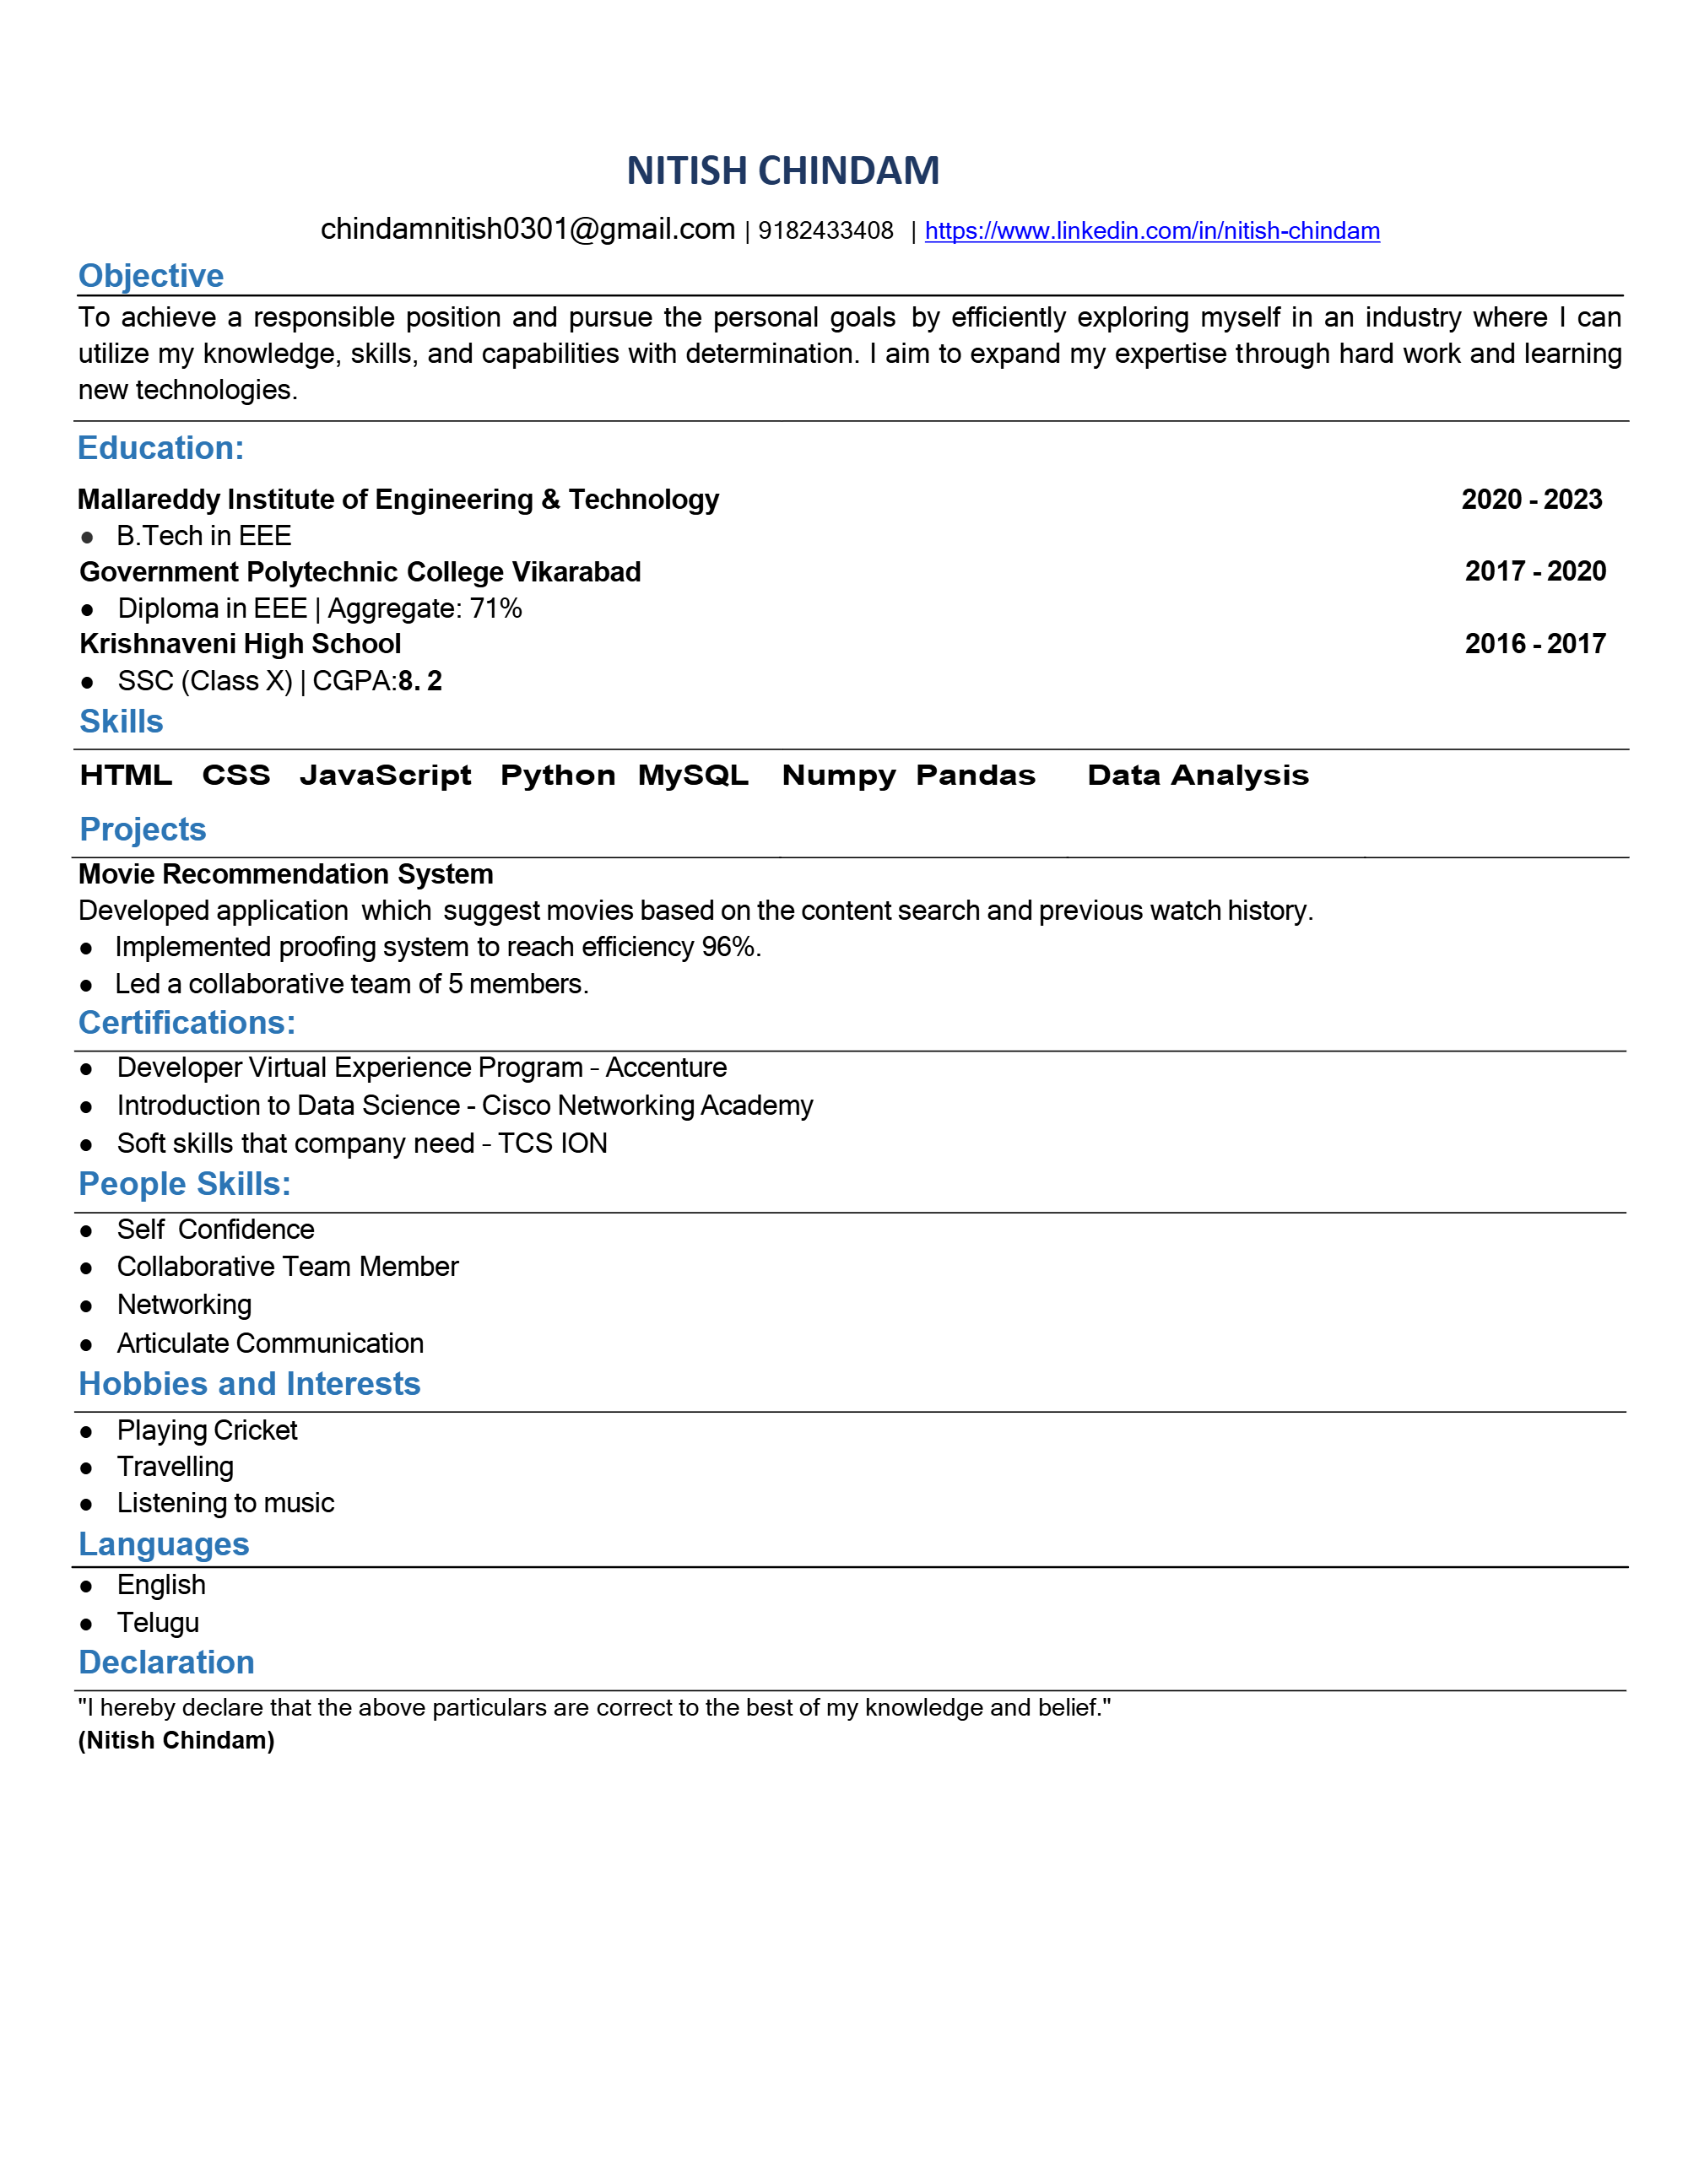 NITISH CHINDAM
chindamnitish0301@gmail.com | 9182433408 | https://www.linkedin.com/in/nitish-chindam
Objective
To achieve a responsible position and pursue the personal goals by efficiently exploring myself in an industry where I can
utilize my knowledge, skills, and capabilities with determination. I aim to expand my expertise through hard work and learning
new technologies.
Education:
Mallareddy Institute of Engineering & Technology 2020 - 2023
● B.Tech in EEE
Government Polytechnic College Vikarabad 2017 - 2020
● Diploma in EEE | Aggregate: 71%
Krishnaveni High School 2016 - 2017
● SSC (Class X) | CGPA:8. 2
Skills
HTML CSS JavaScript Python MySQL Numpy Pandas Data Analysis
Projects
Movie Recommendation System
Developed application which suggest movies based on the content search and previous watch history.
● Implemented proofing system to reach efficiency 96%.
● Led a collaborative team of 5 members.
Certifications:
● Developer Virtual Experience Program - Accenture
● Introduction to Data Science - Cisco Networking Academy
● Soft skills that company need - TCS ION
People Skills:
● Self Confidence
● Collaborative Team Member
● Networking
● Articulate Communication
Hobbies and Interests
● Playing Cricket
● Travelling
● Listening to music
Languages
● English
● Telugu
Declaration
"I hereby declare that the above particulars are correct to the best of my knowledge and belief."
(Nitish Chindam)